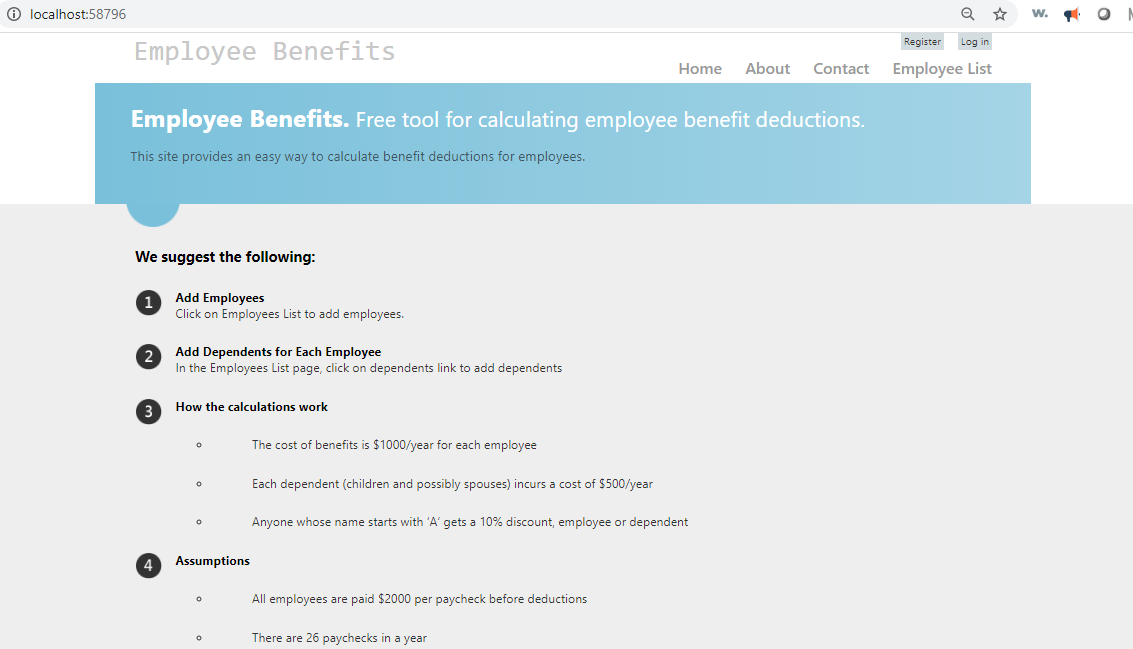 localhost:58796
Register Log in
Employee Benefits
Home About Contact Employee List
Employee Benefits. Free tool for calculating employee benefit deductions.
This site provides an easy way to calculate benefit deductions for employees.
We suggest the following:
1 Add Employees
Click on Employees List to add employees.
2 Add Dependents for Each Employee
In the Employees List page, click on dependents link to add dependents
3 How the calculations work
The cost of benefits is $1000/year for each employee
Each dependent (children and possibly spouses) incurs a cost of $500/year
Anyone whose name starts with ‘A’ gets a 10% discount, employee or dependent
4 Assumptions
All employees are paid $2000 per paycheck before deductions
There are 26 paychecks in a year